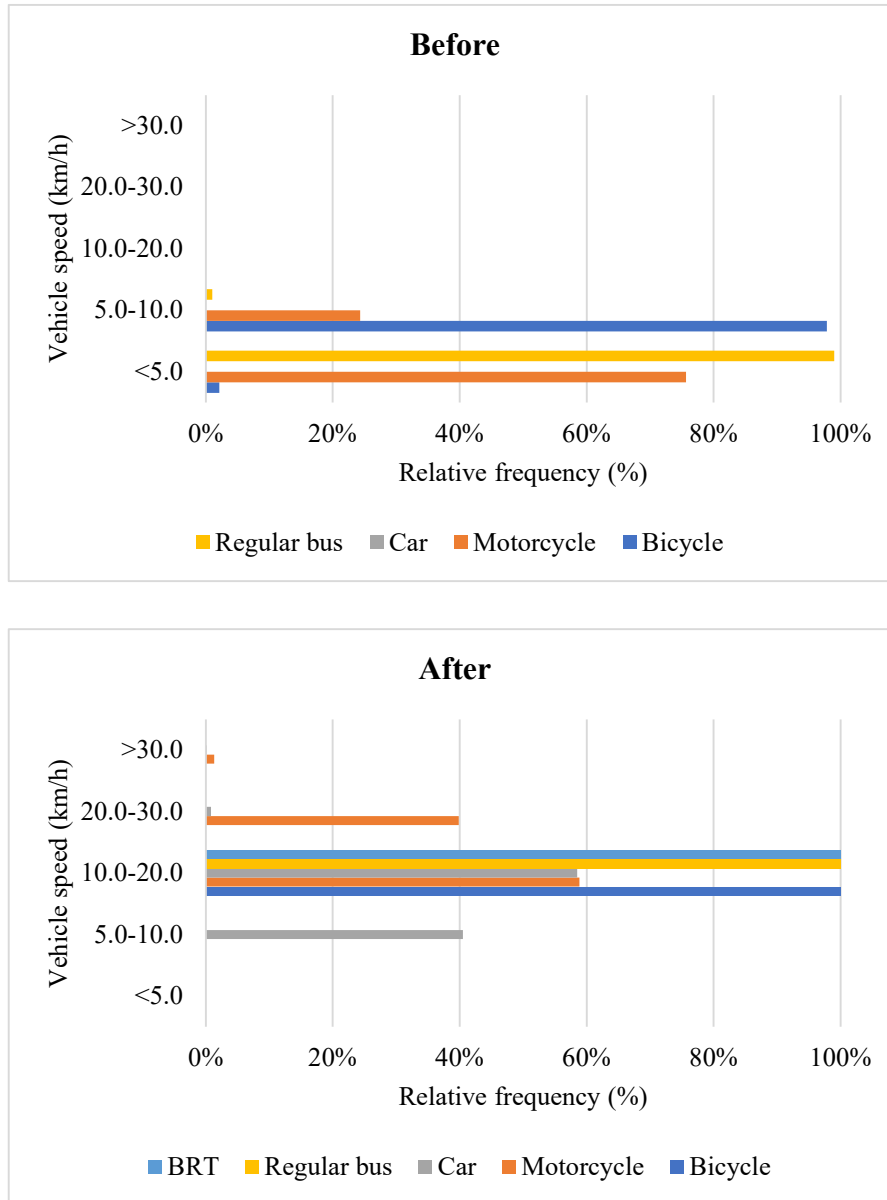 Before
Vehicle speed (km/h)
>30.0
20.0-30.0
10.0-20.0
5.0-10.0
<5.0
0% 20% 40% 60% 80% 100%
Relative frequency (%)
Regular bus Car Motorcycle Bicycle
After
Vehicle speed (km/h)
>30.0
20.0-30.0
10.0-20.0
5.0-10.0
<5.0
0% 20% 40% 60% 80% 100%
Relative frequency (%)
BRT Regular bus Car Motorcycle Bicycle